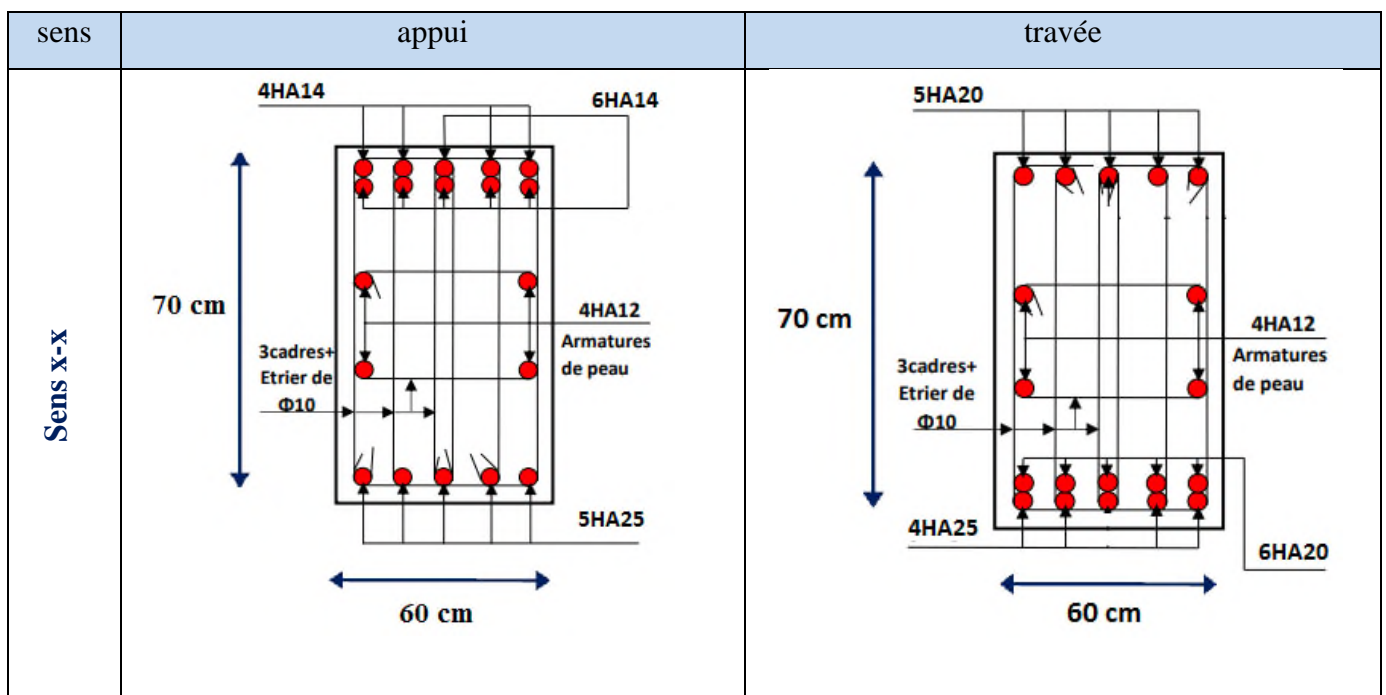 sens
appui
travée
Sens x-x
4HA14
6HA14
70 cm
4HA12
Armatures
de peau
3cadres+
Etrier de
Φ10
5HA25
60 cm
5HA20
70 cm
4HA12
Armatures
de peau
3cadres+
Etrier de
Φ10
4HA25
6HA20
60 cm